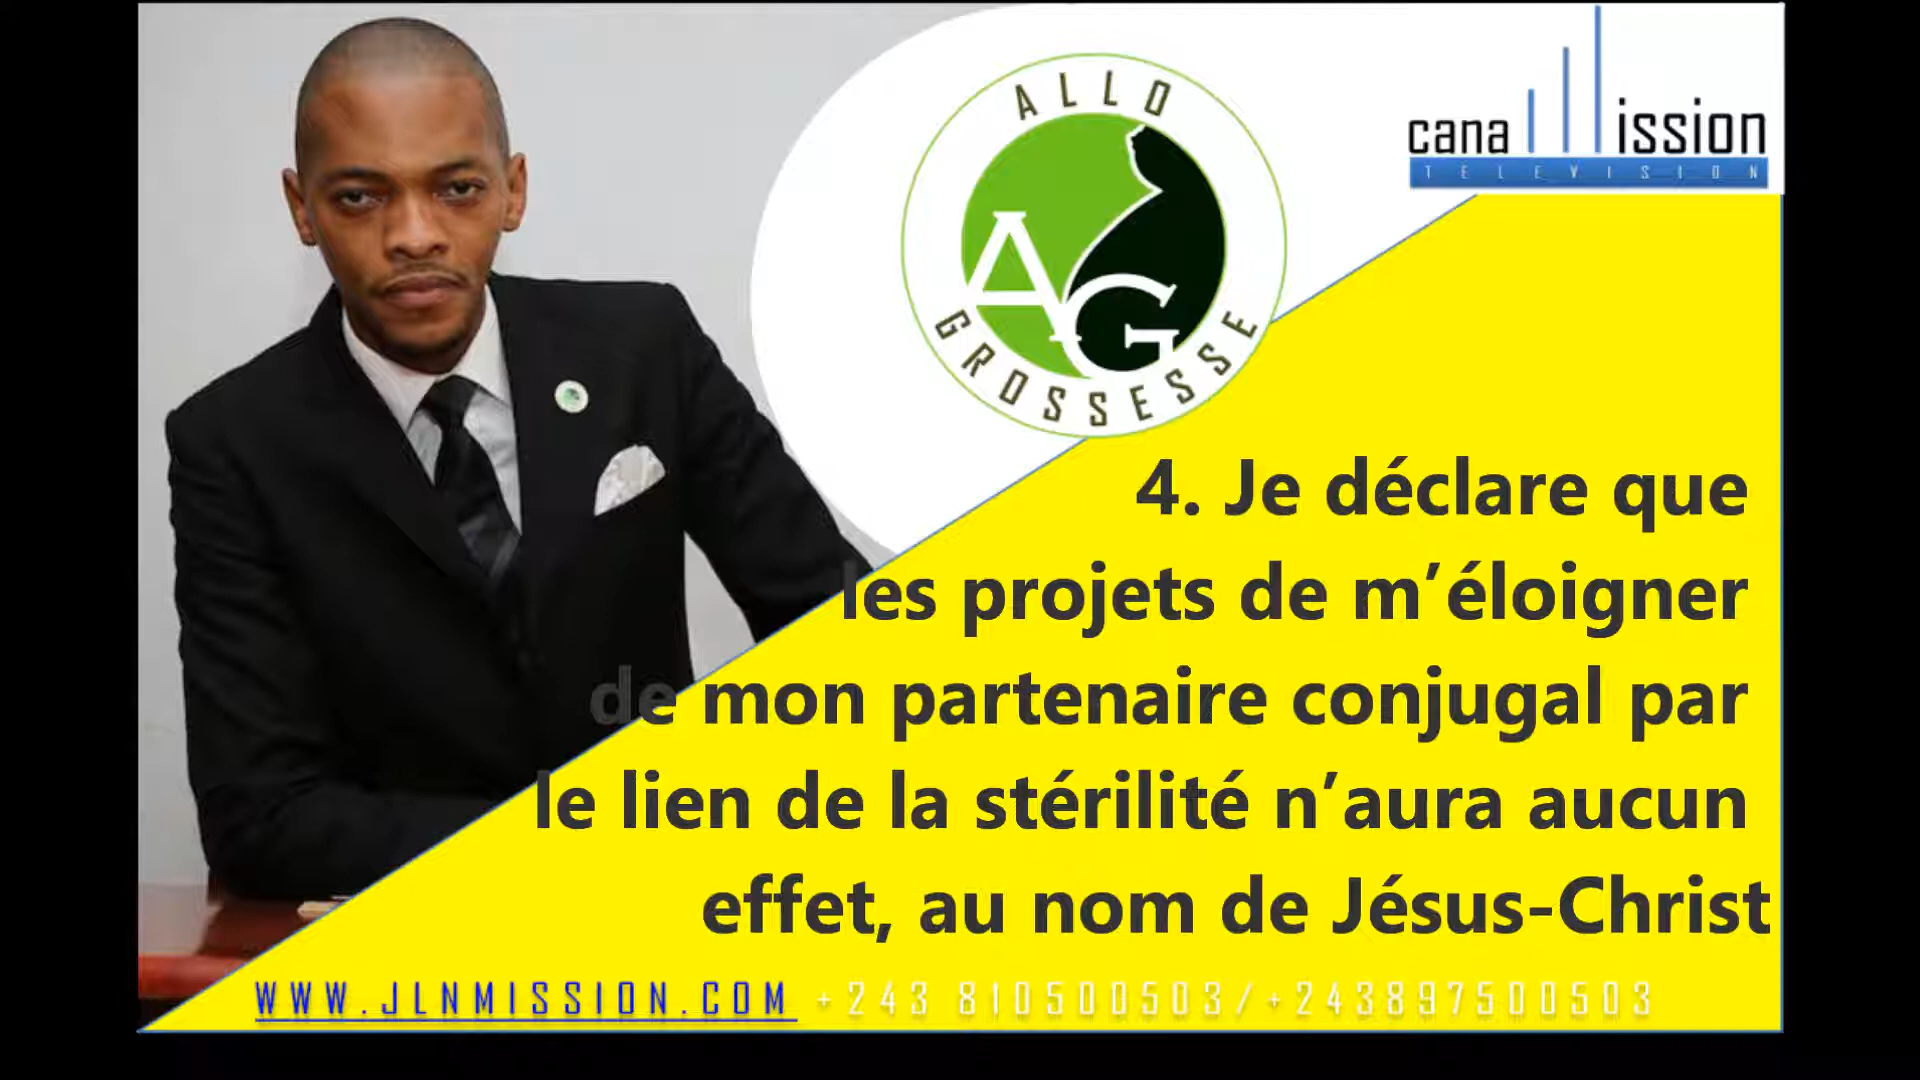 ALLO
AG
GROSSESSE
canalMission
TELEVISION
4. Je déclare que
les projets de m’éloigner
de mon partenaire conjugal par
le lien de la stérilité n’aura aucun
effet, au nom de Jésus-Christ
WWW.JLNMISSION.COM +243 810500503/+243897500503